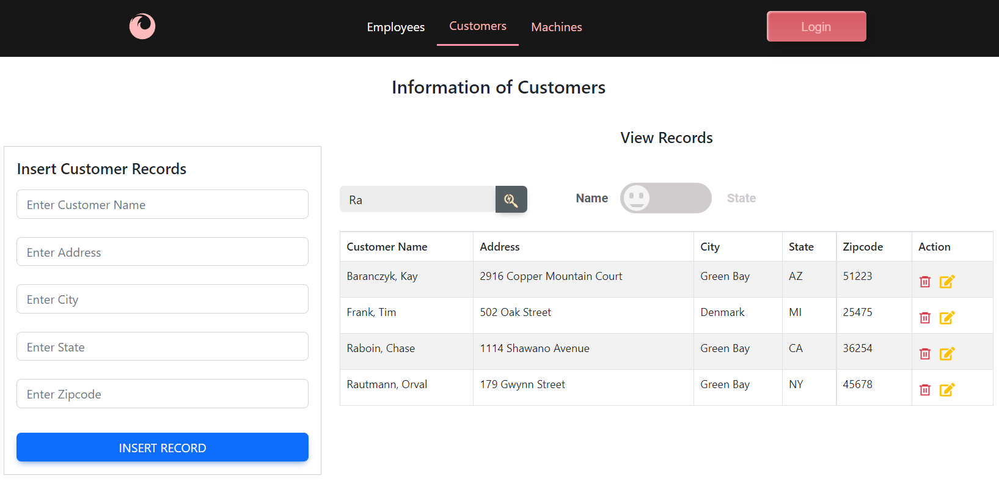 Employees Customers Machines Login
Information of Customers
View Records
Insert Customer Records
Enter Customer Name
Enter Address
Enter City
Enter State
Enter Zipcode
INSERT RECORD
Ra Name State
Customer Name Address City State Zipcode Action
Baranczyk, Kay 2916 Copper Mountain Court Green Bay AZ 51223
Frank, Tim 502 Oak Street Denmark MI 25475
Raboin, Chase 1114 Shawano Avenue Green Bay CA 36254
Rautmann, Orval 179 Gwynn Street Green Bay NY 45678